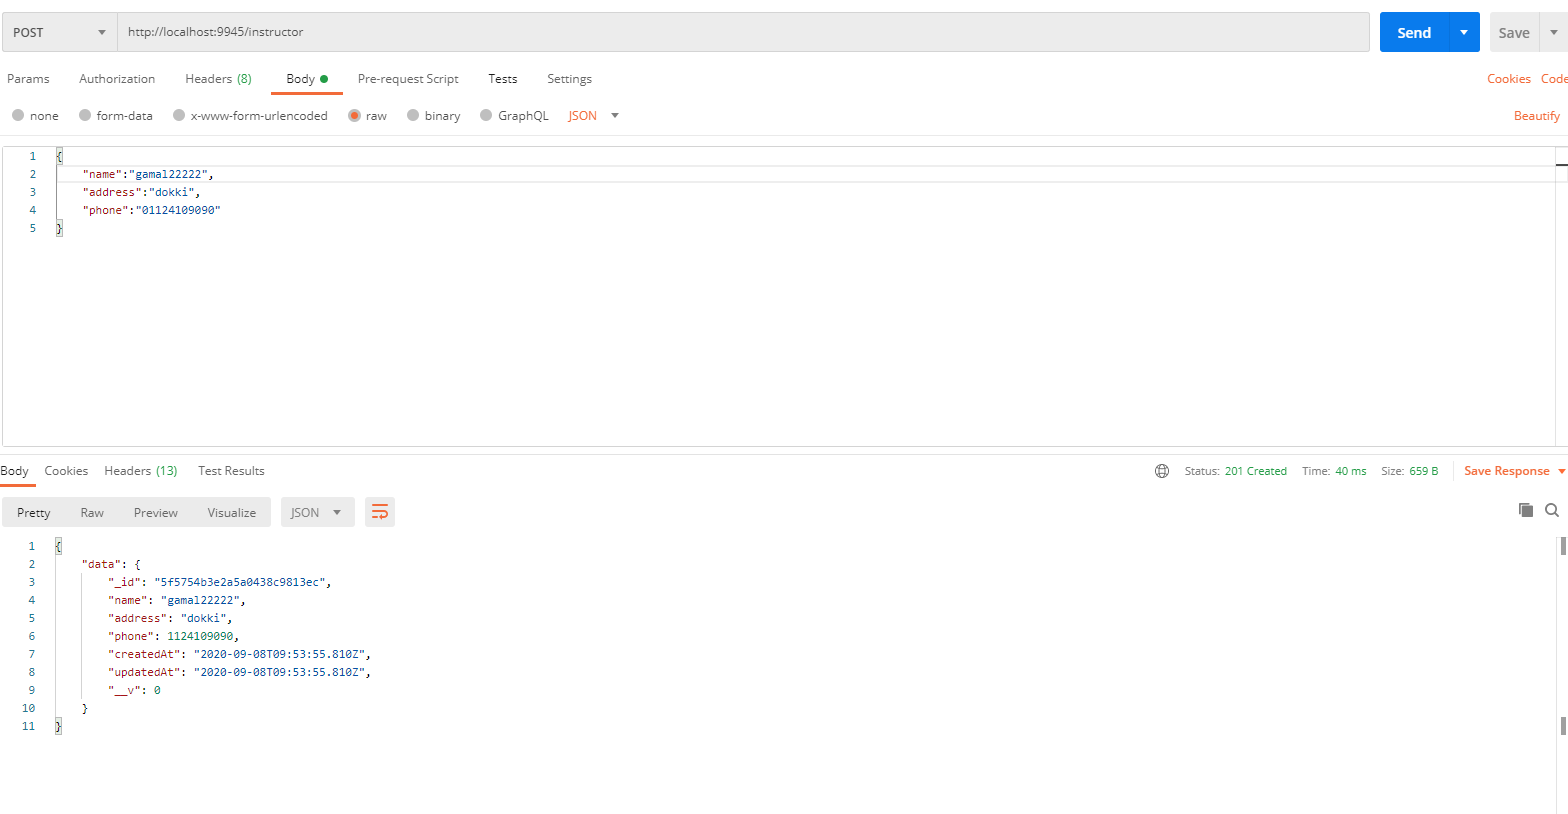 POST http://localhost:9945/instructor Send Save
Params Authorization Headers (8) Body Pre-request Script Tests Settings Cookies Code
none form-data x-www-form-urlencoded raw binary GraphQL JSON Beautify
1 {
2 "name":"gamal22222",
3 "address":"dokki",
4 "phone":"01124109090"
5 }
Body Cookies Headers (13) Test Results Status: 201 Created Time: 40 ms Size: 659 B Save Response
Pretty Raw Preview Visualize JSON
1 {
2 "data": {
3 "_id": "5f5754b3e2a5a0438c9813ec",
4 "name": "gamal22222",
5 "address": "dokki",
6 "phone": 1124109090,
7 "createdAt": "2020-09-08T09:53:55.810Z",
8 "updatedAt": "2020-09-08T09:53:55.810Z",
9 "__v": 0
10 }
11 }